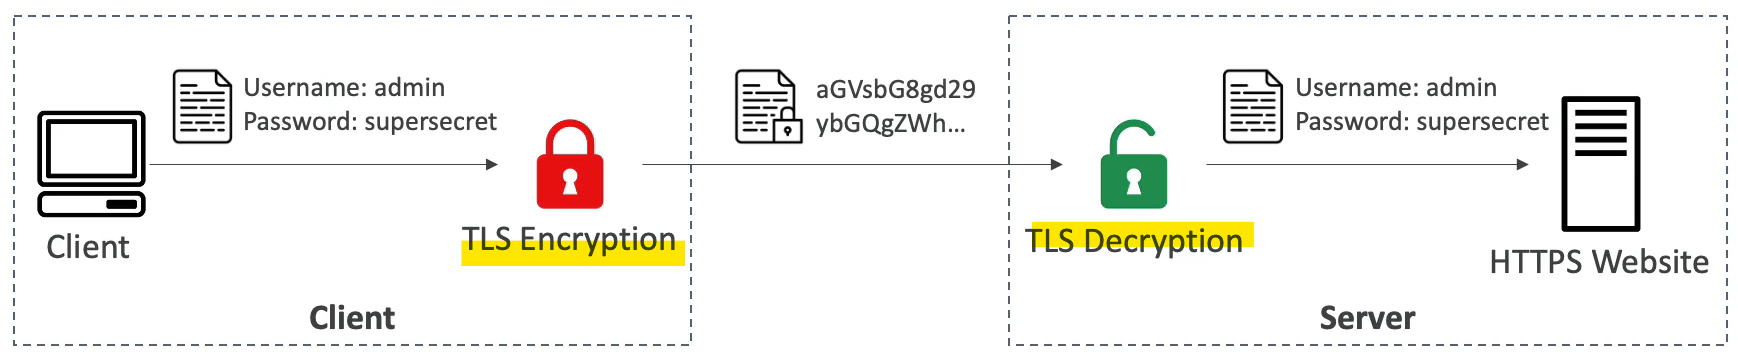 Username: admin
Password: supersecret
aGVsbG8gd29
ybGQgZWh...
Username: admin
Password: supersecret
Client
TLS Encryption
TLS Decryption
HTTPS Website
Client
Server